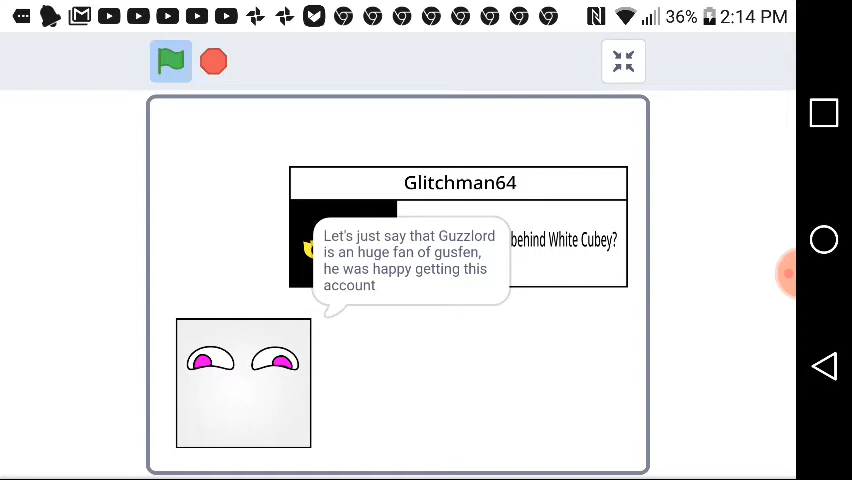 36% 2:14 PM
Glitchman64
behind White Cubey?
Let's just say that Guzzlord
is an huge fan of gusfen,
he was happy getting this
account